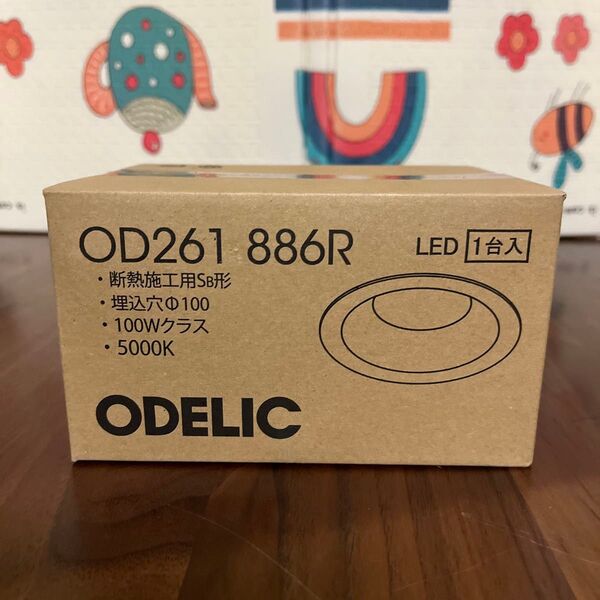 OD261 886R LED 1台入
・断熱施工用SB形
・埋込穴Φ100
・100Wクラス
・5000K
ODELIC